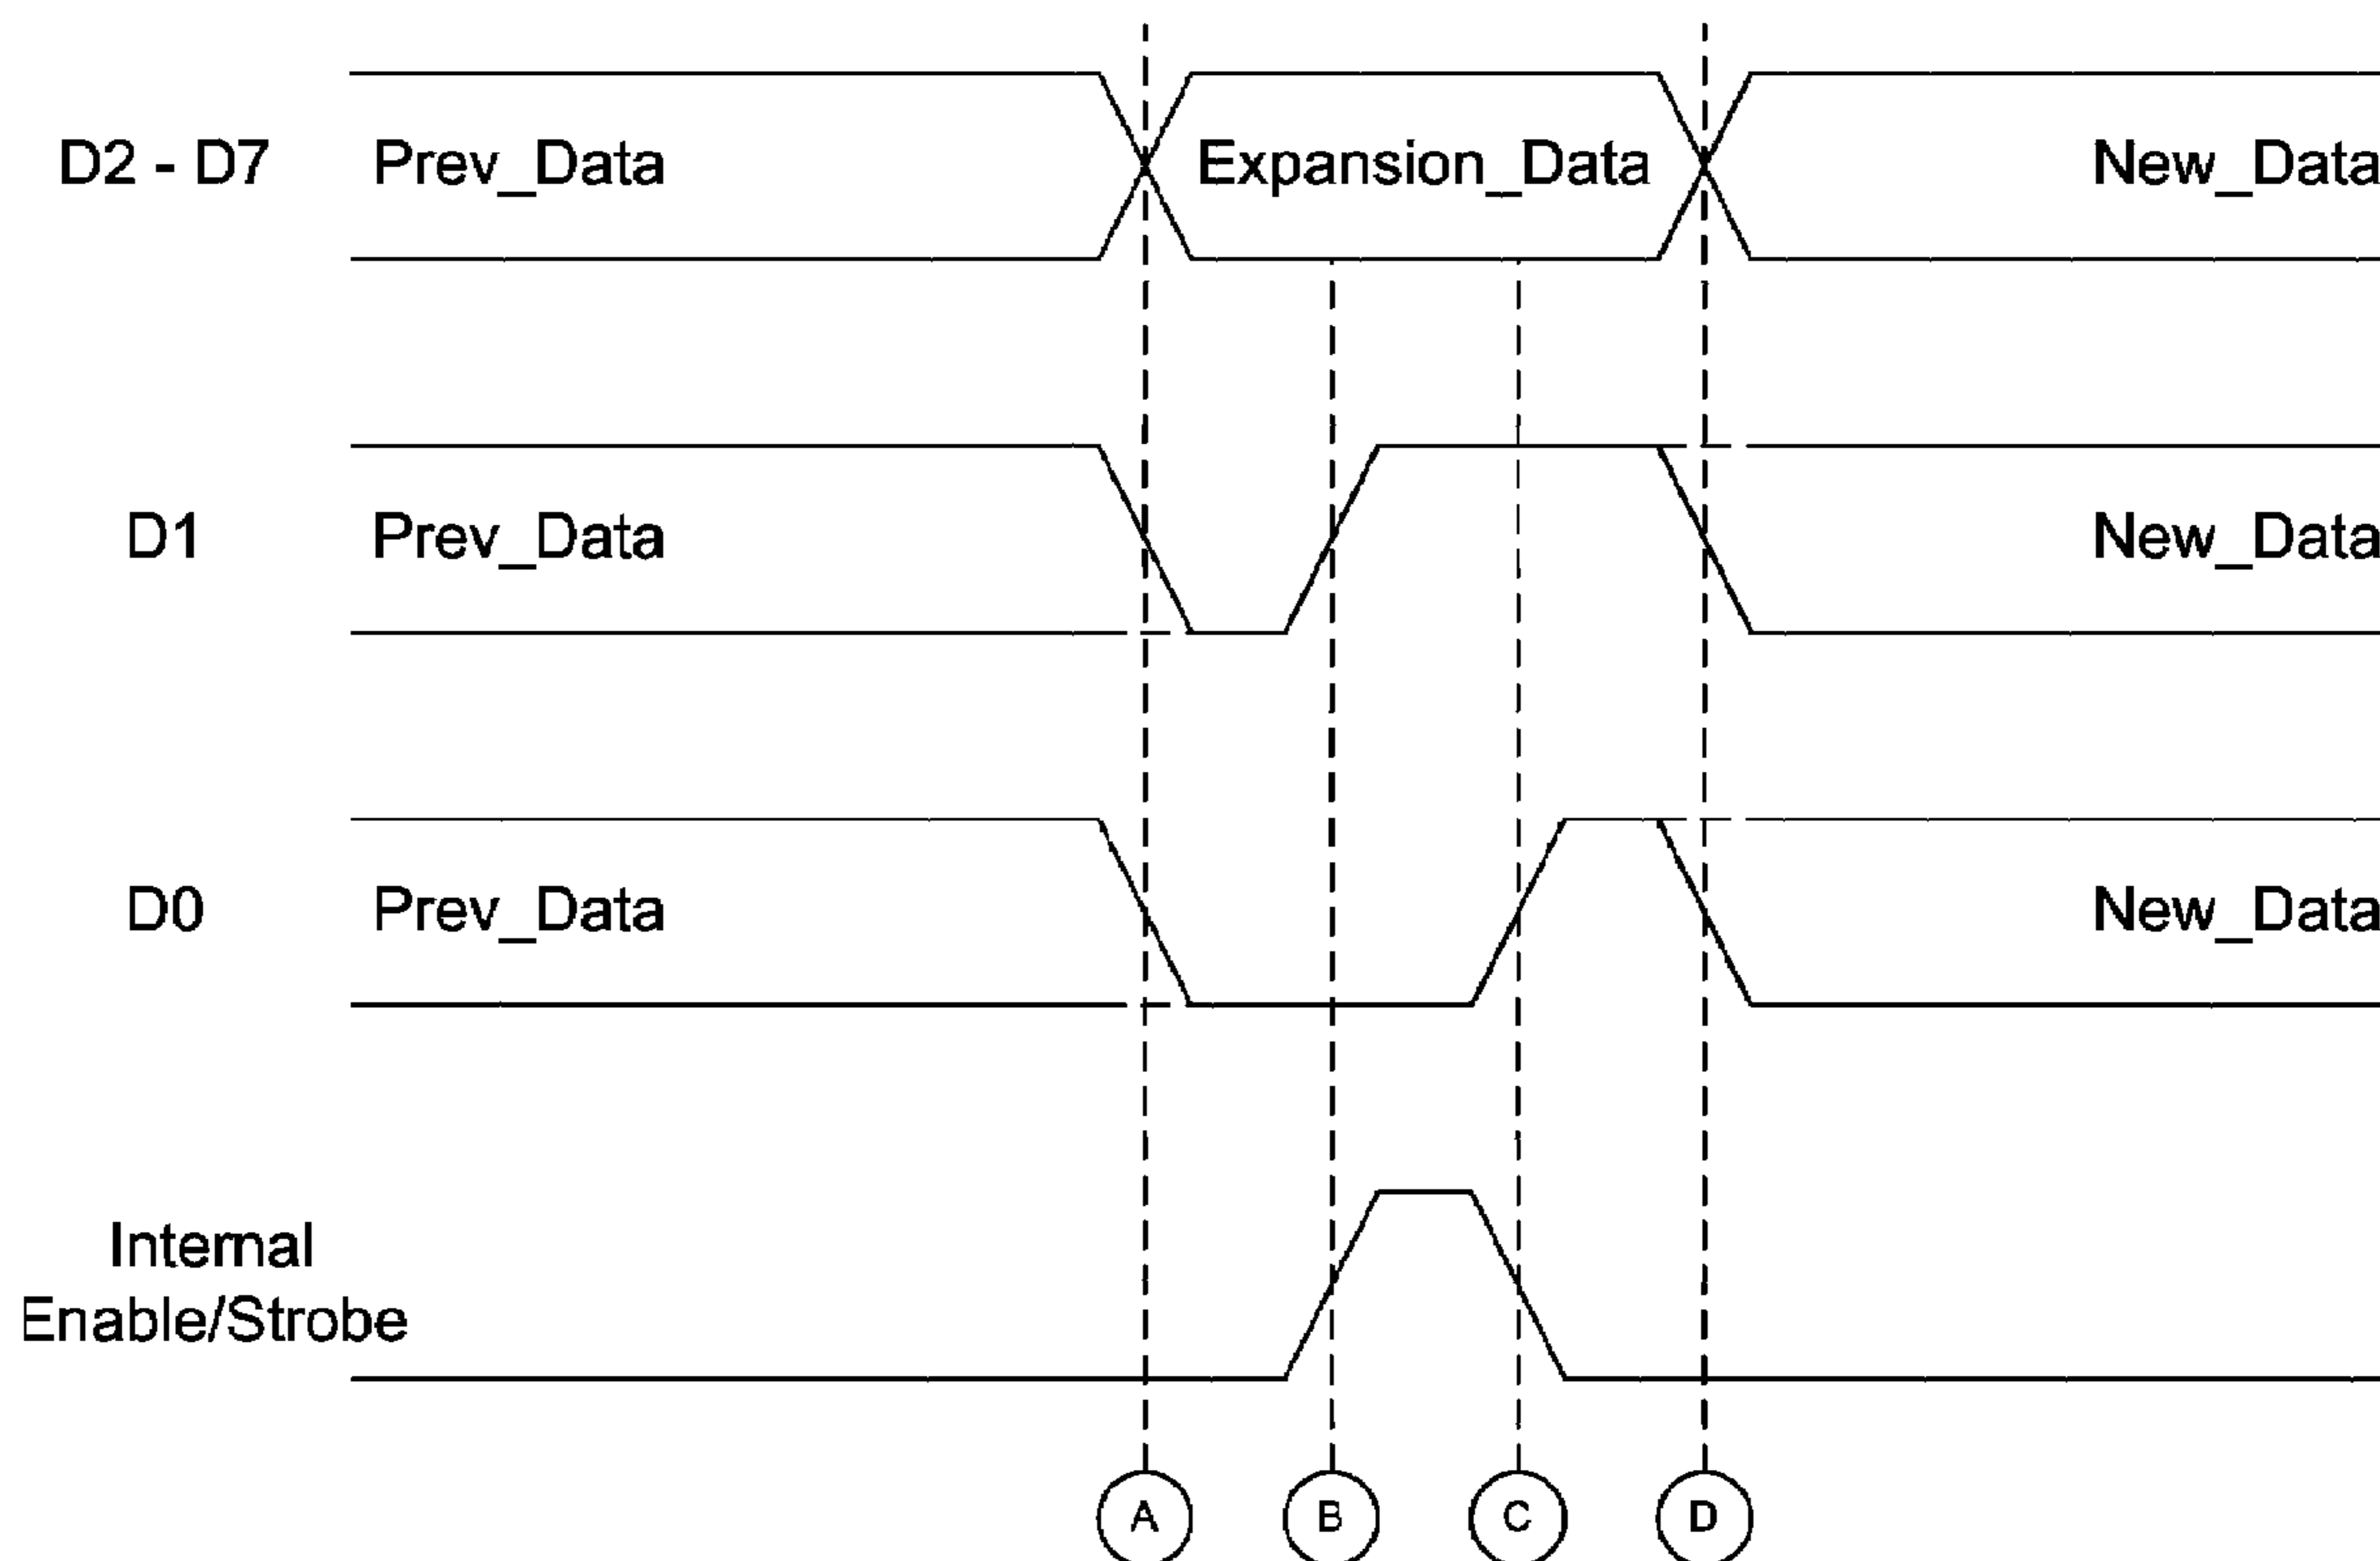 D2 - D7 Prev_Data Expansion_Data New_Data
D1 Prev_Data New_Data
D0 Prev_Data New_Data
Internal
Enable/Strobe
A B C D